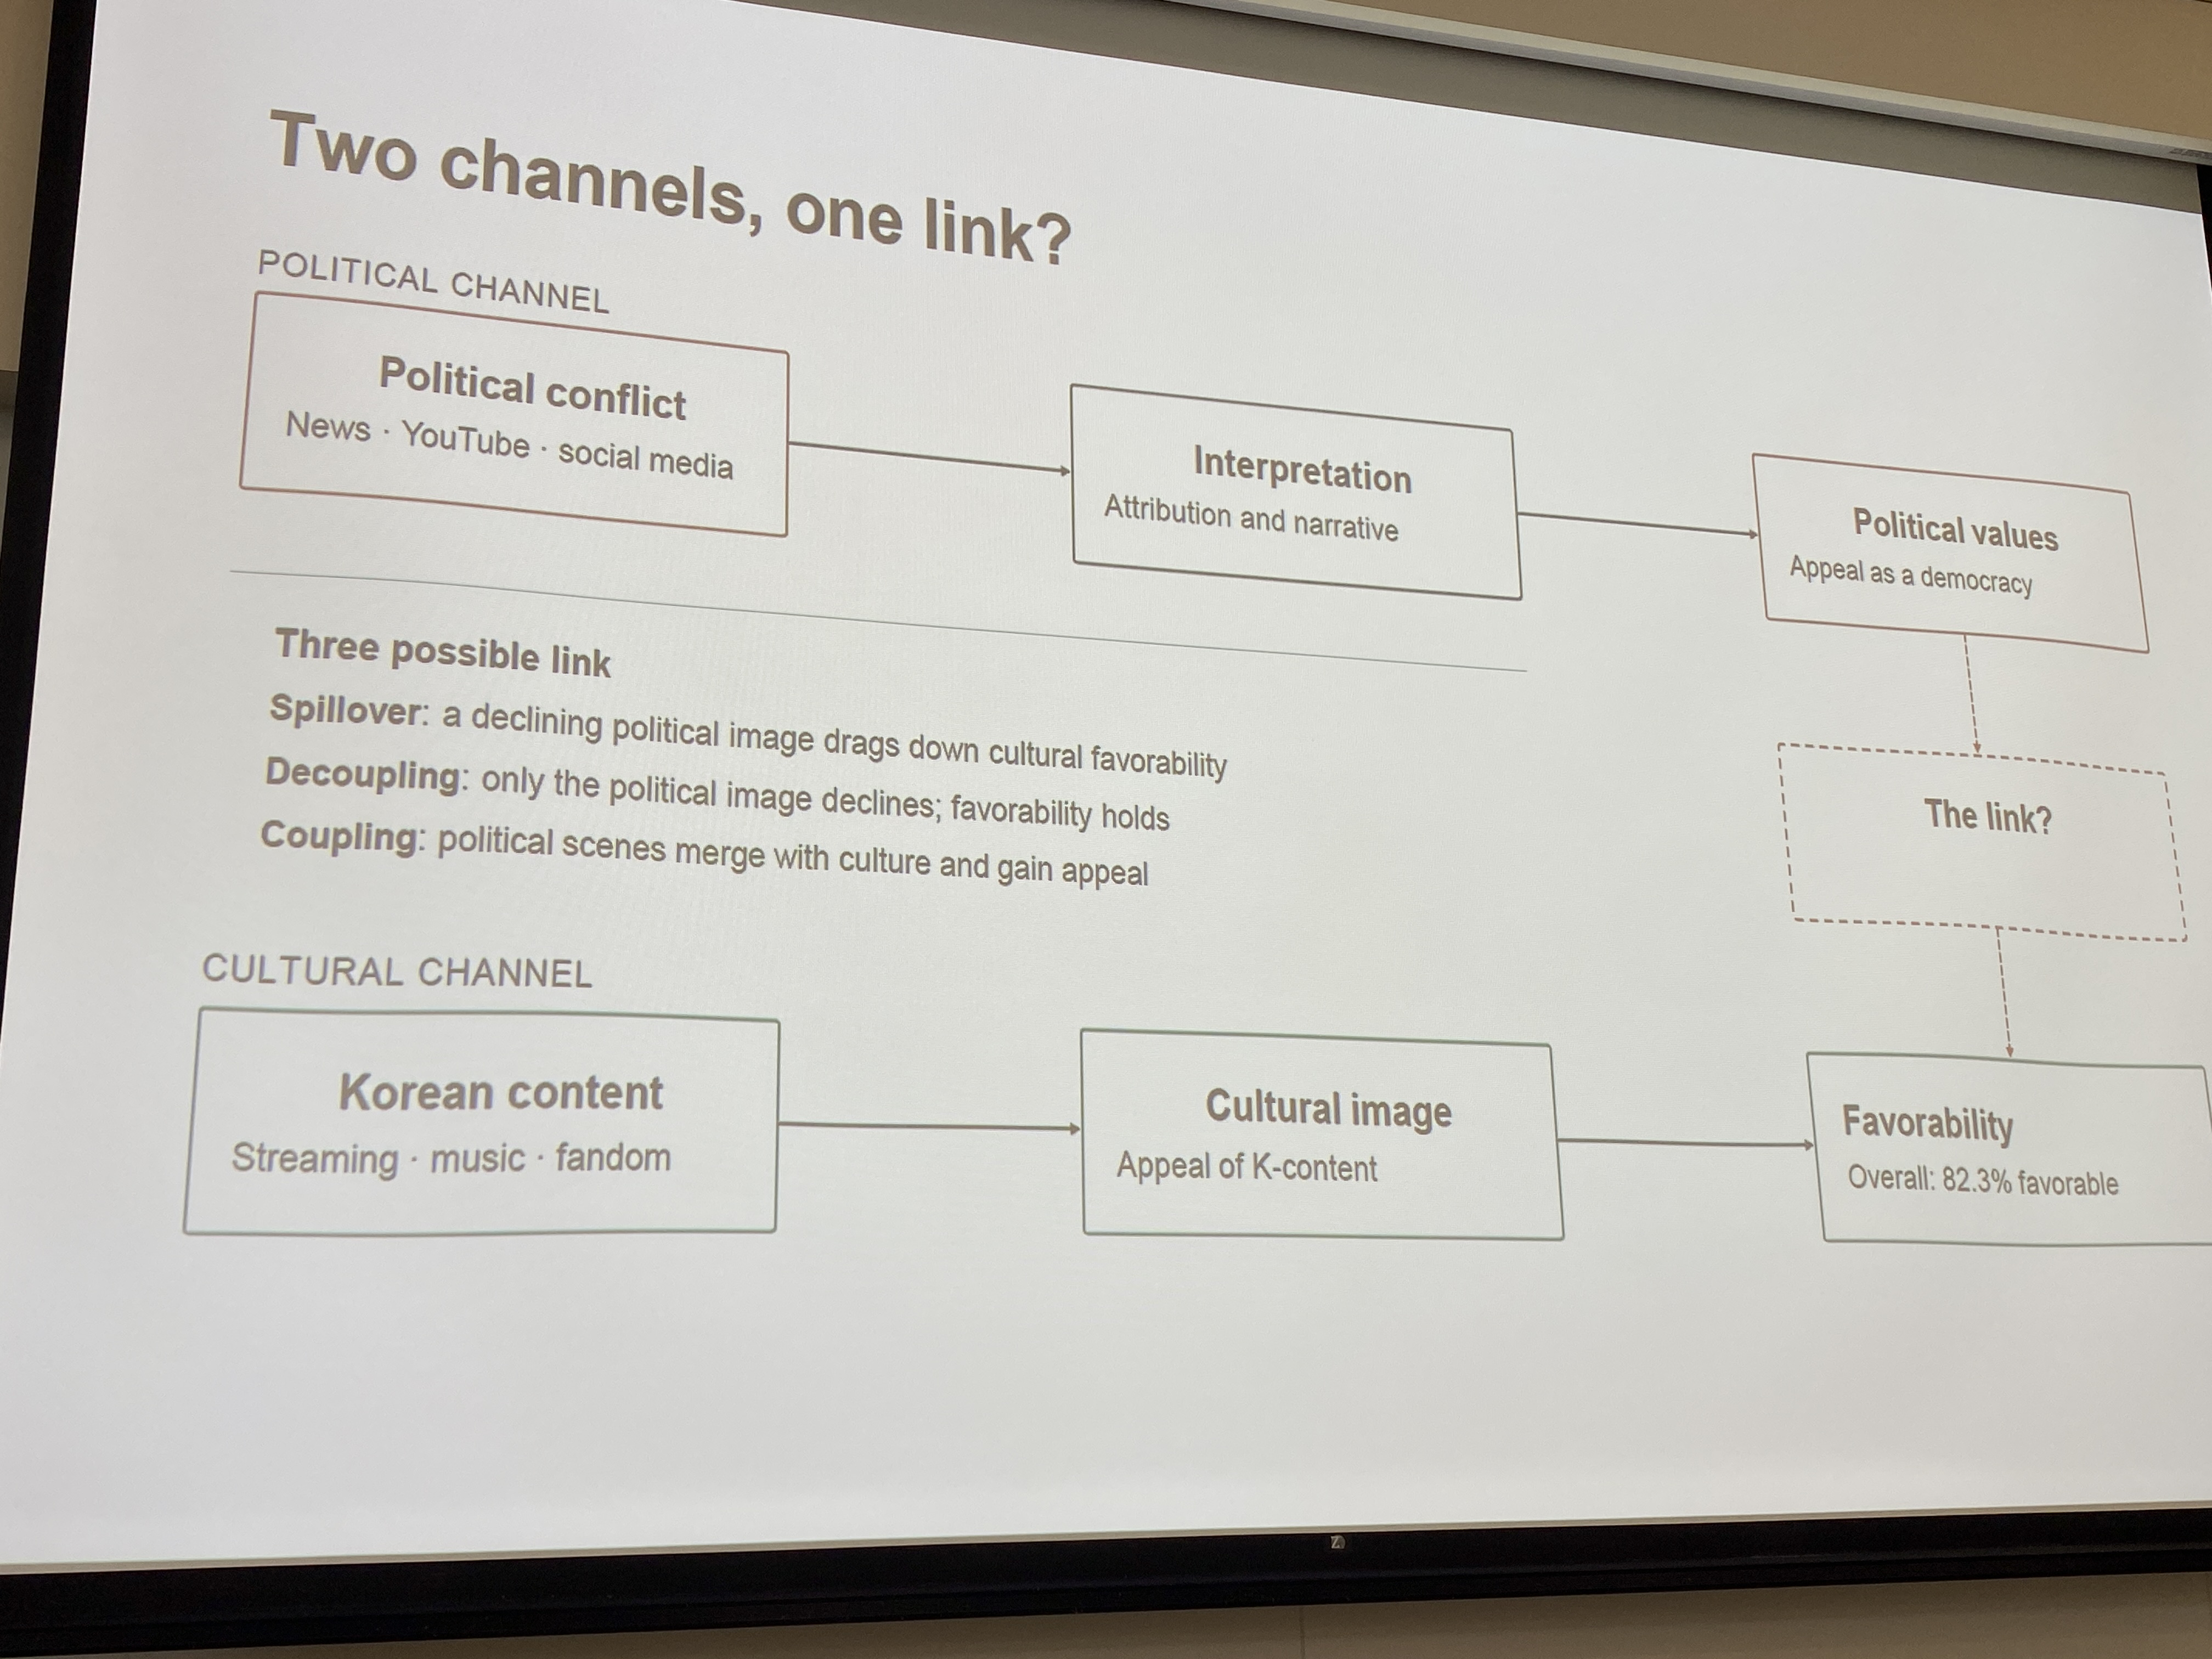 Two channels, one link?
POLITICAL CHANNEL
Political conflict
News · YouTube · social media
Interpretation
Attribution and narrative
Political values
Appeal as a democracy
Three possible link
Spillover: a declining political image drags down cultural favorability
Decoupling: only the political image declines; favorability holds
Coupling: political scenes merge with culture and gain appeal
The link?
CULTURAL CHANNEL
Korean content
Streaming · music · fandom
Cultural image
Appeal of K-content
Favorability
Overall: 82.3% favorable